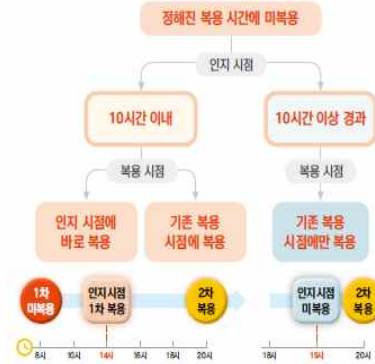 정해진 복용 시간에 미복용
인지 시점
10시간 이내
10시간 이상 경과
복용 시점
복용 시점
인지 시점에
바로 복용
기존 복용
시점에 복용
기존 복용
시점에만 복용
1차
미복용
인지시점
1차 복용
2차
복용
인지시점
미복용
2차
복용
8시 10시 14시 16시 18시 20시
18시 19시 20시